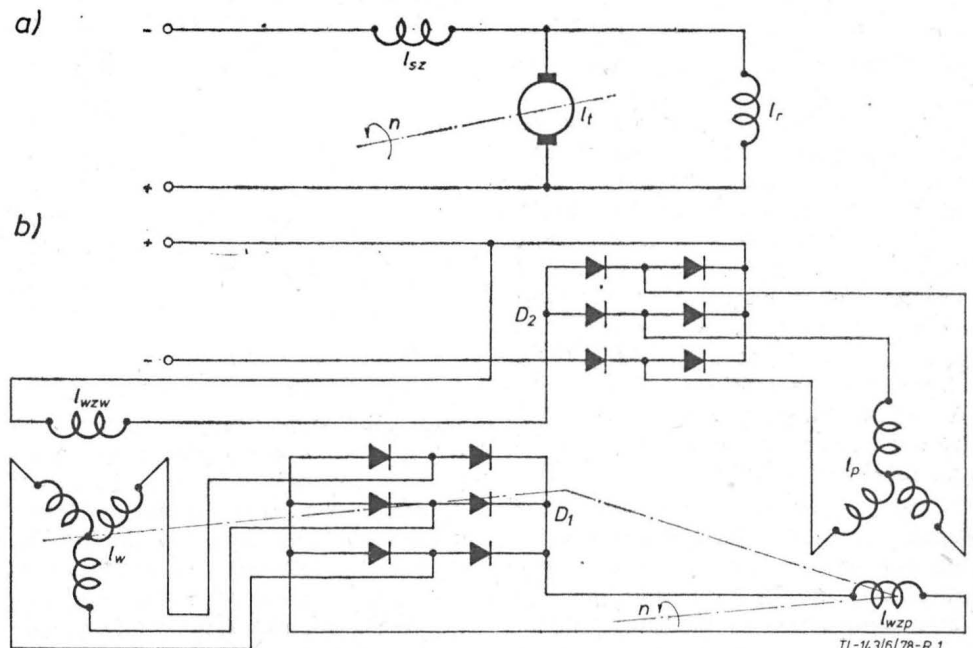 a)
-
l_sz
n
l_t
l_r
+
b)
+
D_2
-
l_wzw
l_p
D_1
l_w
n
l_wzp
TL-143/6/78-R.1